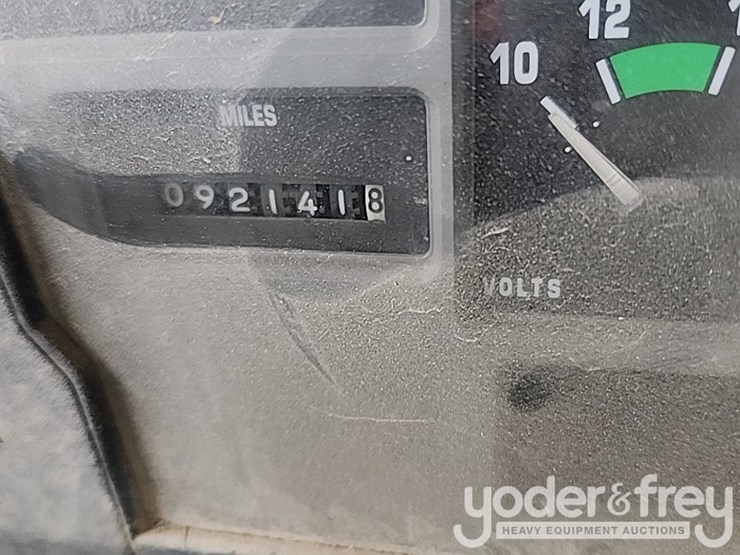 10 12
MILES
0921418
VOLTS
yoder&frey
HEAVY EQUIPMENT AUCTIONS